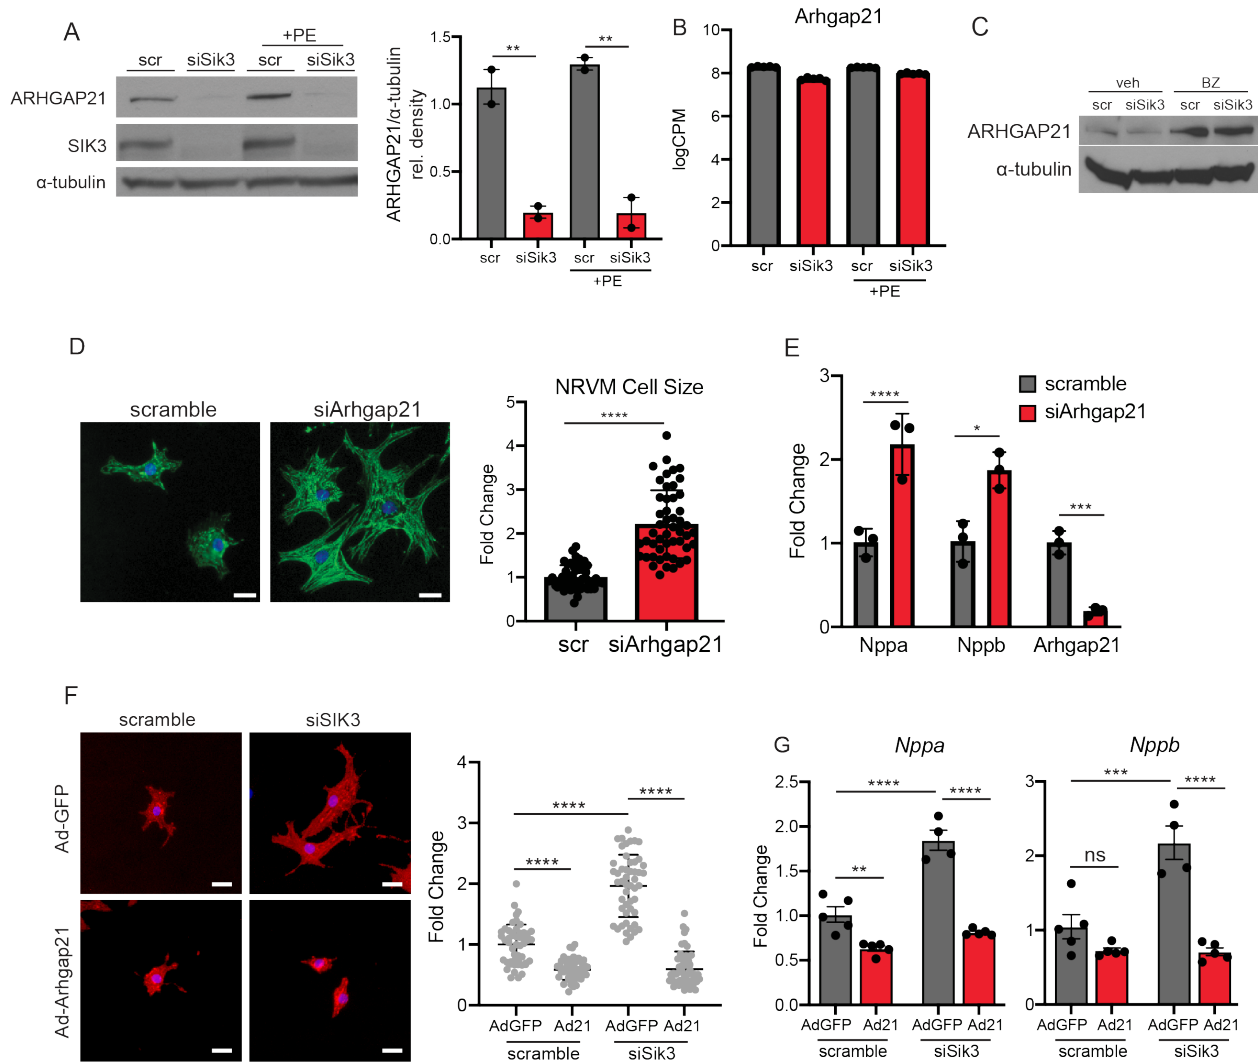 A
+PE
scr siSik3 scr siSik3
ARHGAP21
SIK3
α-tubulin
ARHGAP21/α-tubulin
rel. density
1.5
1.0
0.5
0.0
** **
scr siSik3 scr siSik3
+PE
B
Arhgap21
logCPM
10
8
6
4
2
0
scr siSik3 scr siSik3
+PE
C
veh BZ
scr siSik3 scr siSik3
ARHGAP21
α-tubulin
D
scramble siArhgap21
NRVM Cell Size
Fold Change
5
4
3
2
1
0
****
scr siArhgap21
E
scramble
siArhgap21
Fold Change
3
2
1
0
****
*
***
Nppa Nppb Arhgap21
F
scramble siSIK3
Ad-GFP
Ad-Arhgap21
Fold Change
4
3
2
1
0
****
****
****
AdGFP Ad21 AdGFP Ad21
scramble siSik3
G
Nppa
Fold Change
2.5
2.0
1.5
1.0
0.5
0.0
**** ****
**
AdGFP Ad21 AdGFP Ad21
scramble siSik3
Nppb
3
2
1
0
*** ****
ns
AdGFP Ad21 AdGFP Ad21
scramble siSik3